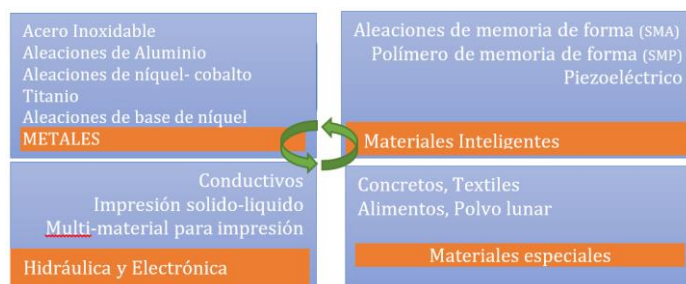 Acero Inoxidable
Aleaciones de Aluminio
Aleaciones de níquel- cobalto
Titanio
Aleaciones de base de níquel
METALES
Aleaciones de memoria de forma (SMA)
Polímero de memoria de forma (SMP)
Piezoeléctrico
Materiales Inteligentes
Conductivos
Impresión solido-liquido
Multi-material para impresión
Hidráulica y Electrónica
Concretos, Textiles
Alimentos, Polvo lunar
Materiales especiales